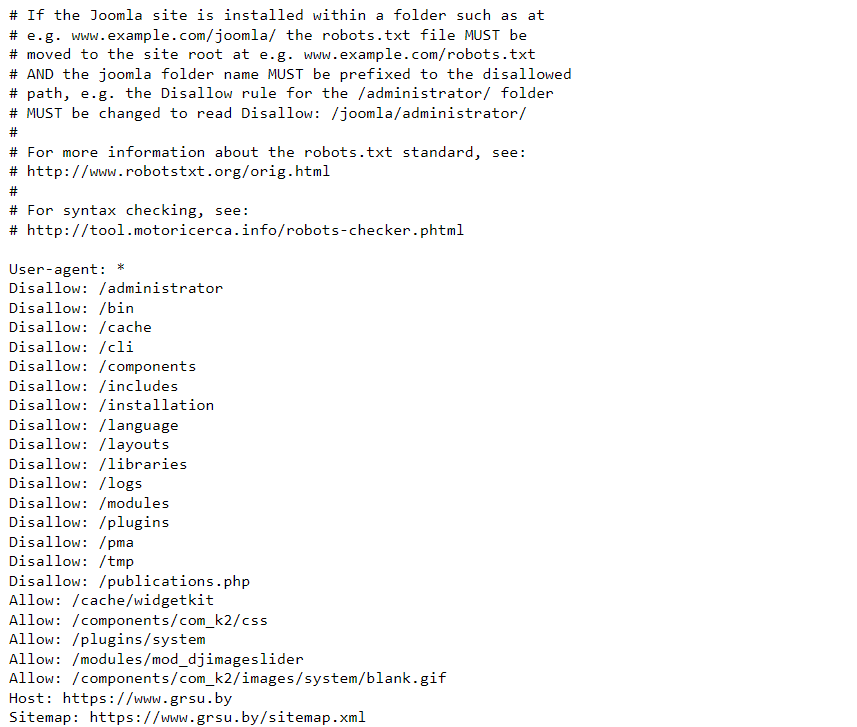 # If the Joomla site is installed within a folder such as at
# e.g. www.example.com/joomla/ the robots.txt file MUST be
# moved to the site root at e.g. www.example.com/robots.txt
# AND the joomla folder name MUST be prefixed to the disallowed
# path, e.g. the Disallow rule for the /administrator/ folder
# MUST be changed to read Disallow: /joomla/administrator/
#
# For more information about the robots.txt standard, see:
# http://www.robotstxt.org/orig.html
#
# For syntax checking, see:
# http://tool.motoricerca.info/robots-checker.phtml

User-agent: *
Disallow: /administrator
Disallow: /bin
Disallow: /cache
Disallow: /cli
Disallow: /components
Disallow: /includes
Disallow: /installation
Disallow: /language
Disallow: /layouts
Disallow: /libraries
Disallow: /logs
Disallow: /modules
Disallow: /plugins
Disallow: /pma
Disallow: /tmp
Disallow: /publications.php
Allow: /cache/widgetkit
Allow: /components/com_k2/css
Allow: /plugins/system
Allow: /modules/mod_djimageslider
Allow: /components/com_k2/images/system/blank.gif
Host: https://www.grsu.by
Sitemap: https://www.grsu.by/sitemap.xml